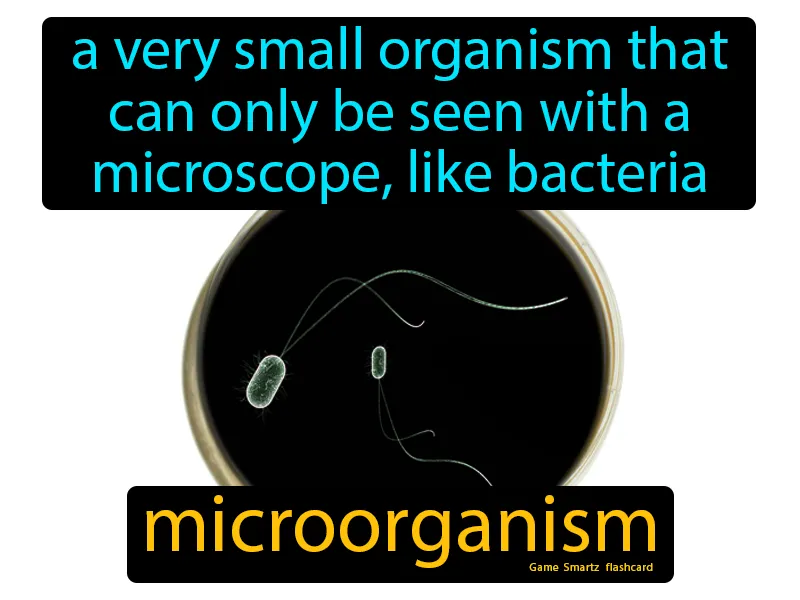 a very small organism that
can only be seen with a
microscope, like bacteria
microorganism
Game Smartz flashcard